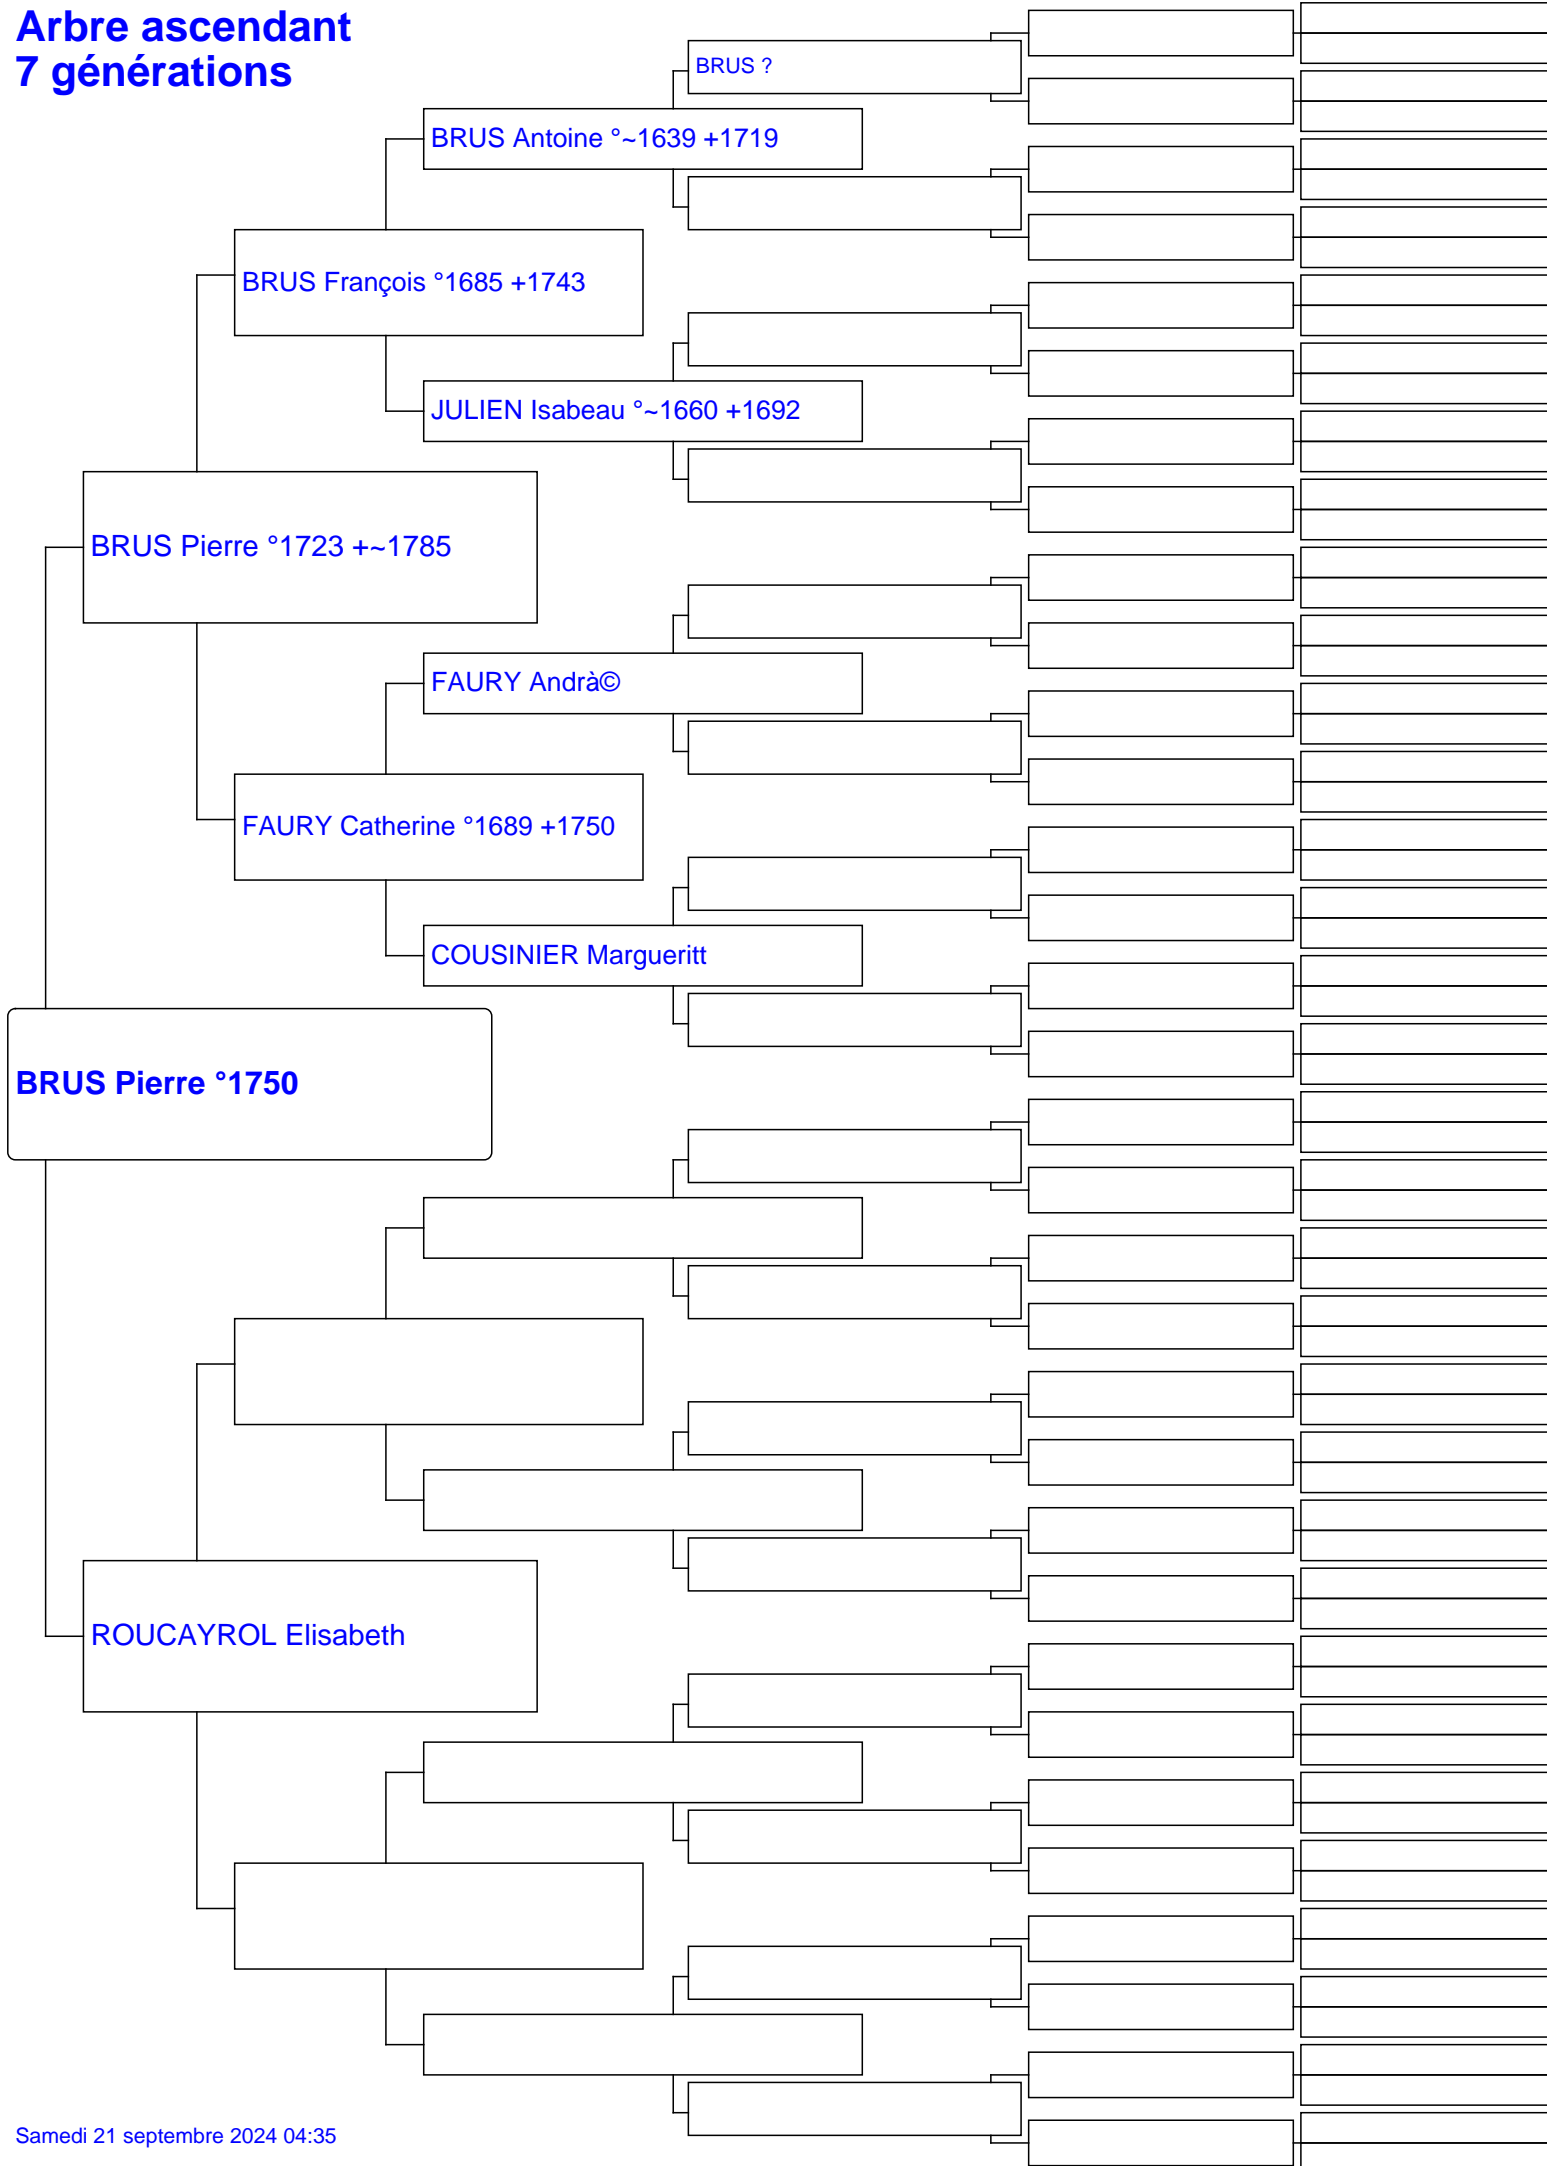 Arbre ascendant
7 générations
BRUS ?
BRUS Antoine °~1639 +1719
BRUS François °1685 +1743
JULIEN Isabeau °~1660 +1692
BRUS Pierre °1723 +~1785
FAURY Andrà©
FAURY Catherine °1689 +1750
COUSINIER Margueritt
BRUS Pierre °1750
ROUCAYROL Elisabeth
Samedi 21 septembre 2024 04:35